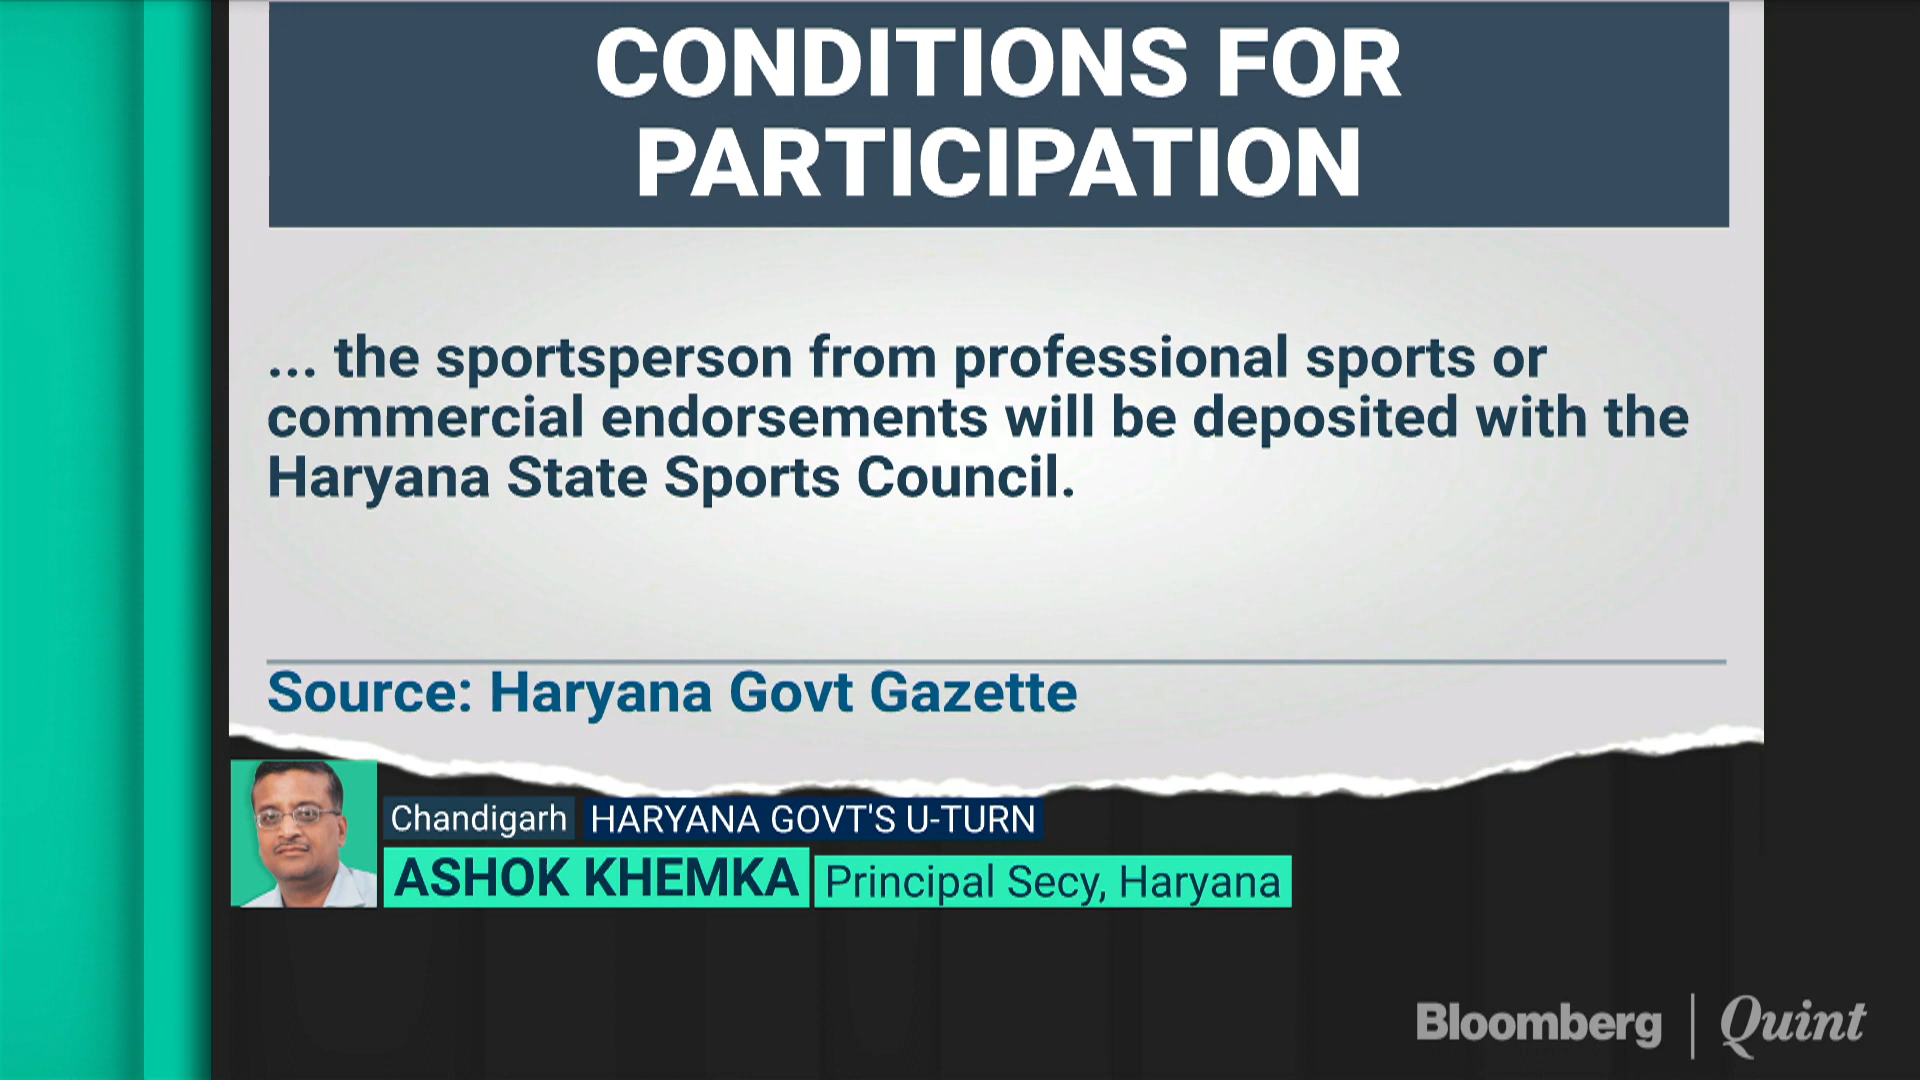 CONDITIONS FOR
PARTICIPATION
... the sportsperson from professional sports or
commercial endorsements will be deposited with the
Haryana State Sports Council.
Source: Haryana Govt Gazette
Chandigarh HARYANA GOVT'S U-TURN
ASHOK KHEMKA Principal Secy, Haryana
Bloomberg | Quint